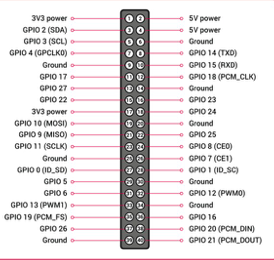 3V3 power 1 2 5V power
GPIO 2 (SDA) 3 4 5V power
GPIO 3 (SCL) 5 6 Ground
GPIO 4 (GPCLK0) 7 8 GPIO 14 (TXD)
Ground 9 10 GPIO 15 (RXD)
GPIO 17 11 12 GPIO 18 (PCM_CLK)
GPIO 27 13 14 Ground
GPIO 22 15 16 GPIO 23
3V3 power 17 18 GPIO 24
GPIO 10 (MOSI) 19 20 Ground
GPIO 9 (MISO) 21 22 GPIO 25
GPIO 11 (SCLK) 23 24 GPIO 8 (CE0)
Ground 25 26 GPIO 7 (CE1)
GPIO 0 (ID_SD) 27 28 GPIO 1 (ID_SC)
GPIO 5 29 30 Ground
GPIO 6 31 32 GPIO 12 (PWM0)
GPIO 13 (PWM1) 33 34 Ground
GPIO 19 (PCM_FS) 35 36 GPIO 16
GPIO 26 37 38 GPIO 20 (PCM_DIN)
Ground 39 40 GPIO 21 (PCM_DOUT)